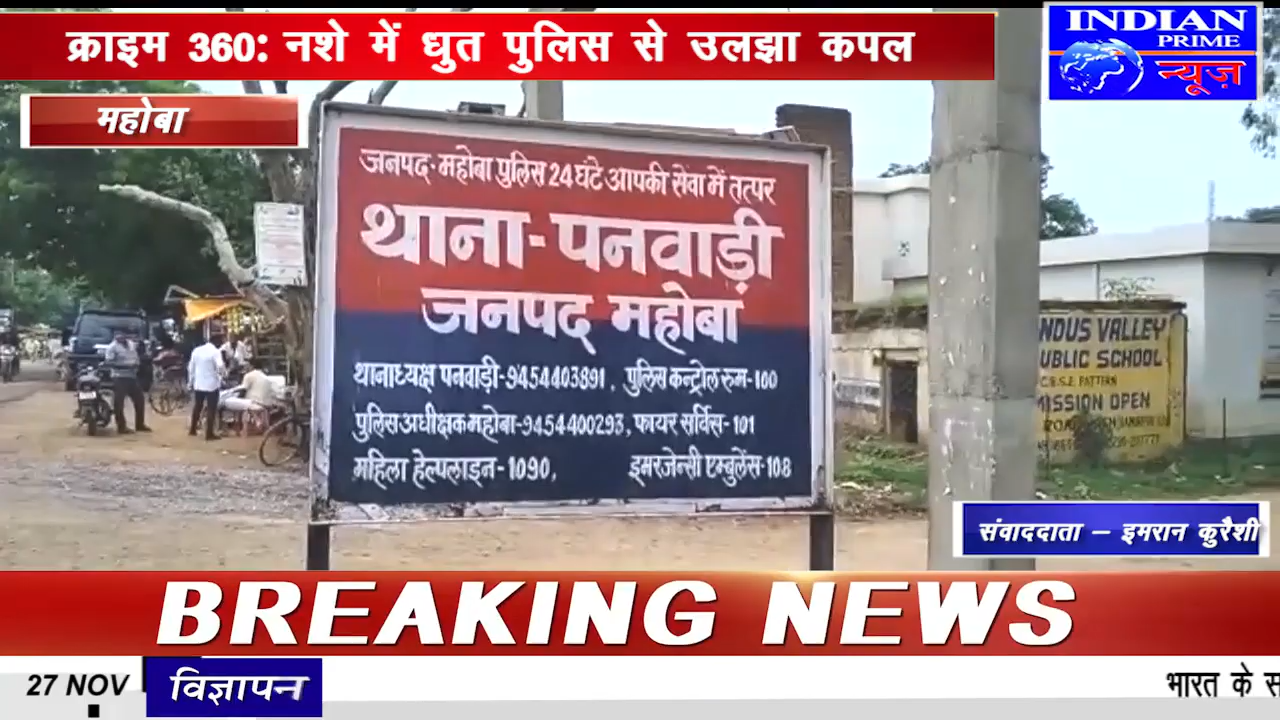 क्राइम 360: नशे में धुत पुलिस से उलझा कपल
INDIAN
PRIME
न्यूज़
महोबा
जनपद-महोबा पुलिस 24 घंटे आपकी सेवा में तत्पर
थाना-पनवाड़ी
जनपद महोबा
थानाध्यक्ष पनवाड़ी-9454403891, पुलिस कन्ट्रोल रुम-100
पुलिस अधीक्षक महोबा-9454400293, फायर सर्विस-101
महिला हेल्पलाइन-1090, इमरजेन्सी एम्बुलेंस-108
NDUS VALLEY
UBLIC SCHOOL
C.B.S.E. PATTERN
MISSION OPEN
संवाददाता – इमरान कुरैशी
BREAKING NEWS
27 NOV
विज्ञापन
भारत के